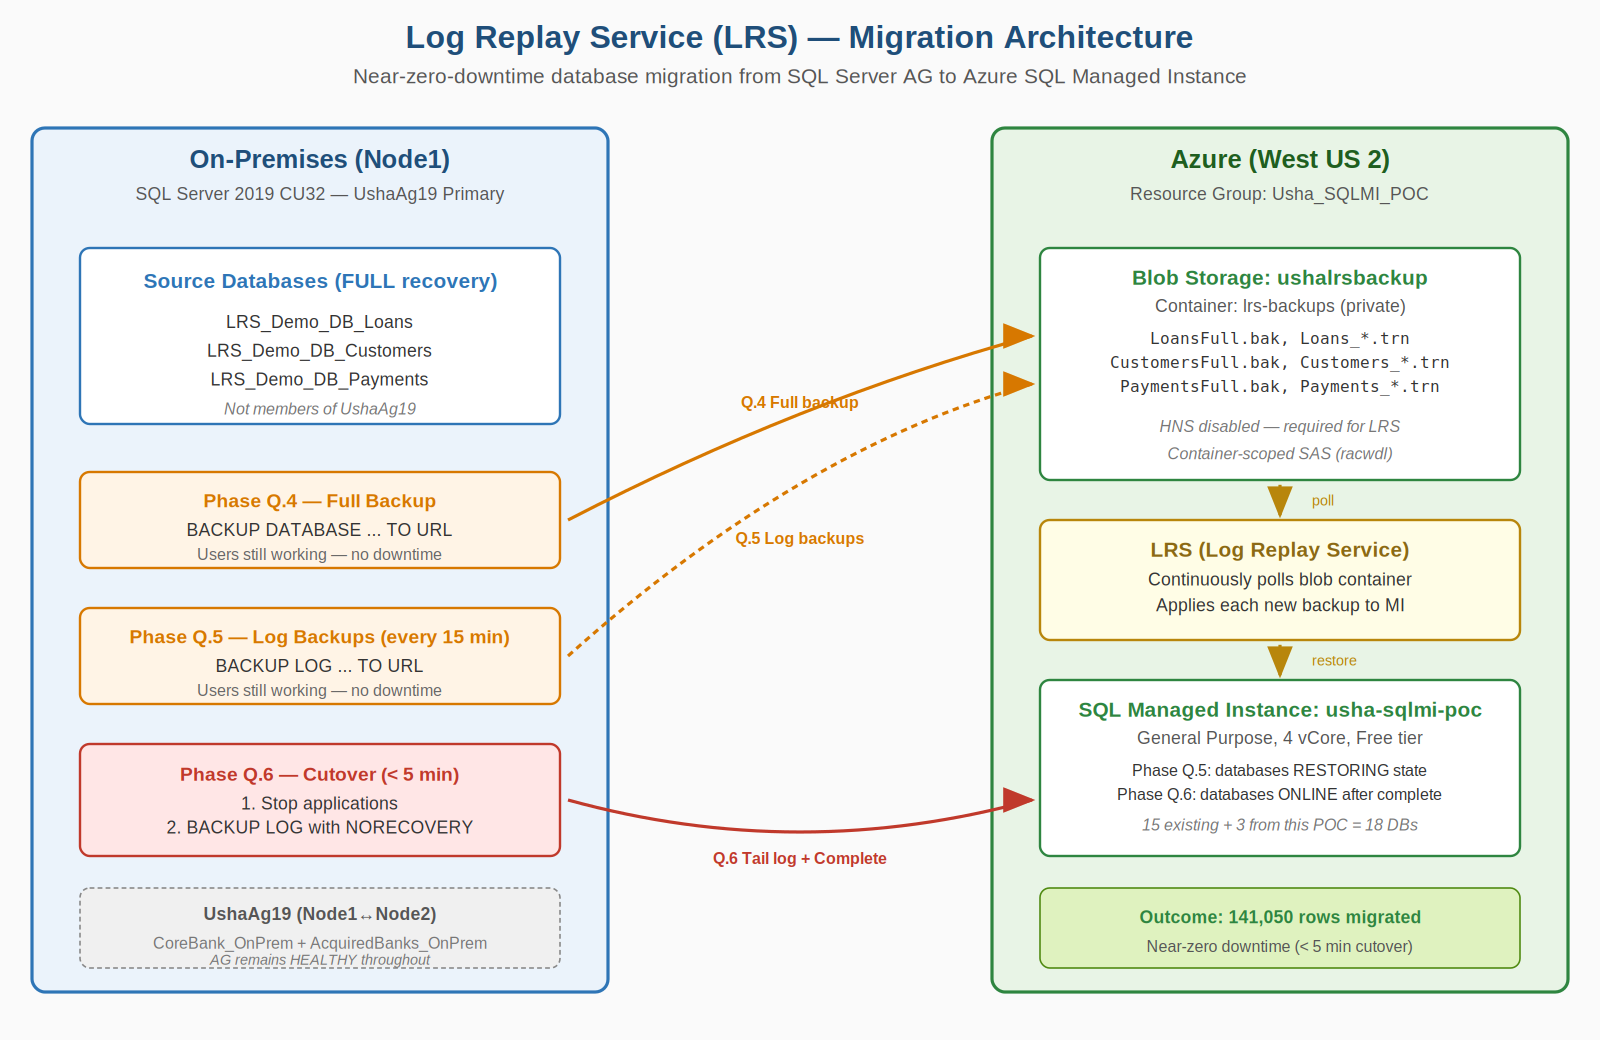 Log Replay Service (LRS) — Migration Architecture
Near-zero-downtime database migration from SQL Server AG to Azure SQL Managed Instance
On-Premises (Node1)
SQL Server 2019 CU32 — UshaAg19 Primary
Source Databases (FULL recovery)
LRS_Demo_DB_Loans
LRS_Demo_DB_Customers
LRS_Demo_DB_Payments
Not members of UshaAg19
Phase Q.4 — Full Backup
BACKUP DATABASE ... TO URL
Users still working — no downtime
Phase Q.5 — Log Backups (every 15 min)
BACKUP LOG ... TO URL
Users still working — no downtime
Phase Q.6 — Cutover (< 5 min)
1. Stop applications
2. BACKUP LOG with NORECOVERY
UshaAg19 (Node1↔Node2)
CoreBank_OnPrem + AcquiredBanks_OnPrem
AG remains HEALTHY throughout
Q.4 Full backup
Q.5 Log backups
Q.6 Tail log + Complete
Azure (West US 2)
Resource Group: Usha_SQLMI_POC
Blob Storage: ushalrsbackup
Container: lrs-backups (private)
LoansFull.bak, Loans_*.trn
CustomersFull.bak, Customers_*.trn
PaymentsFull.bak, Payments_*.trn
HNS disabled — required for LRS
Container-scoped SAS (racwdl)
poll
LRS (Log Replay Service)
Continuously polls blob container
Applies each new backup to MI
restore
SQL Managed Instance: usha-sqlmi-poc
General Purpose, 4 vCore, Free tier
Phase Q.5: databases RESTORING state
Phase Q.6: databases ONLINE after complete
15 existing + 3 from this POC = 18 DBs
Outcome: 141,050 rows migrated
Near-zero downtime (< 5 min cutover)